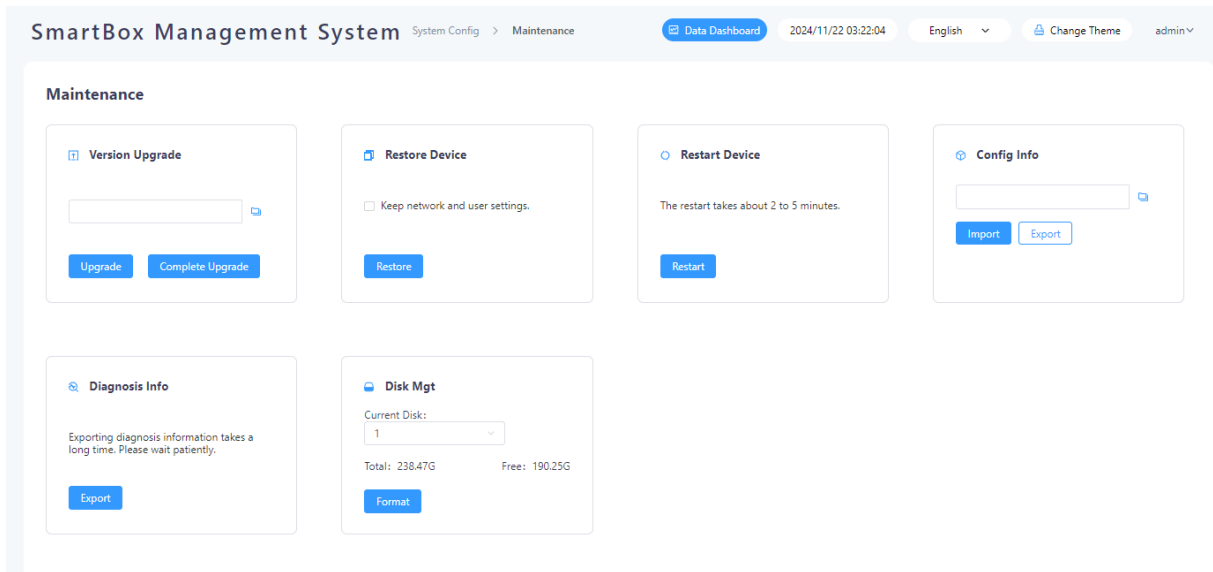 SmartBox Management System System Config > Maintenance Data Dashboard 2024/11/22 03:22:04 English Change Theme admin
Maintenance
Version Upgrade
Upgrade Complete Upgrade
Restore Device
Keep network and user settings.
Restore
Restart Device
The restart takes about 2 to 5 minutes.
Restart
Config Info
Import Export
Diagnosis Info
Exporting diagnosis information takes a
long time. Please wait patiently.
Export
Disk Mgt
Current Disk:
1
Total: 238.47G Free: 190.25G
Format